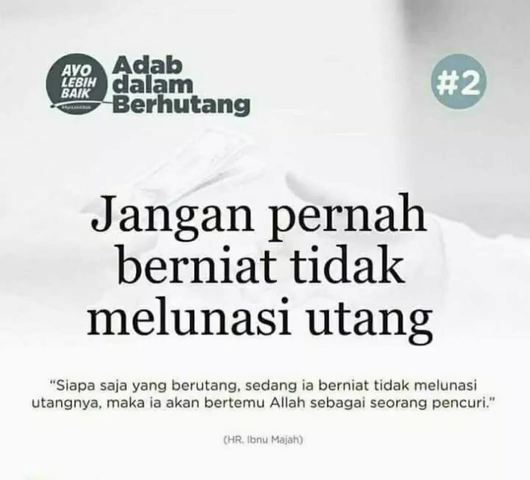 AYO
LEBIH
BAIK
Adab
dalam
Berhutang
#2
Jangan pernah
berniat tidak
melunasi utang
“Siapa saja yang berutang, sedang ia berniat tidak melunasi
utangnya, maka ia akan bertemu Allah sebagai seorang pencuri.”
(HR. Ibnu Majah)